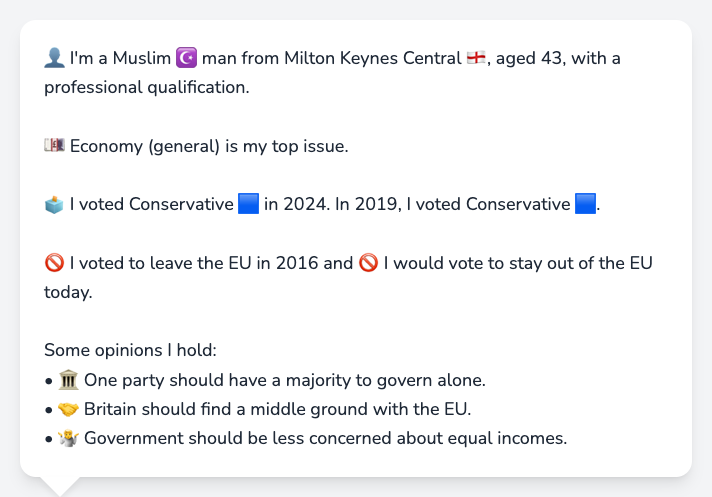 👤 I'm a Muslim ☪️ man from Milton Keynes Central 🏴󠁧󠁢󠁥󠁮󠁧󠁿, aged 43, with a
professional qualification.
💷 Economy (general) is my top issue.
🗳️ I voted Conservative 🟦 in 2024. In 2019, I voted Conservative 🟦.
🚫 I voted to leave the EU in 2016 and 🚫 I would vote to stay out of the EU
today.
Some opinions I hold:
• 🏛️ One party should have a majority to govern alone.
• 🤝 Britain should find a middle ground with the EU.
• 🤷 Government should be less concerned about equal incomes.